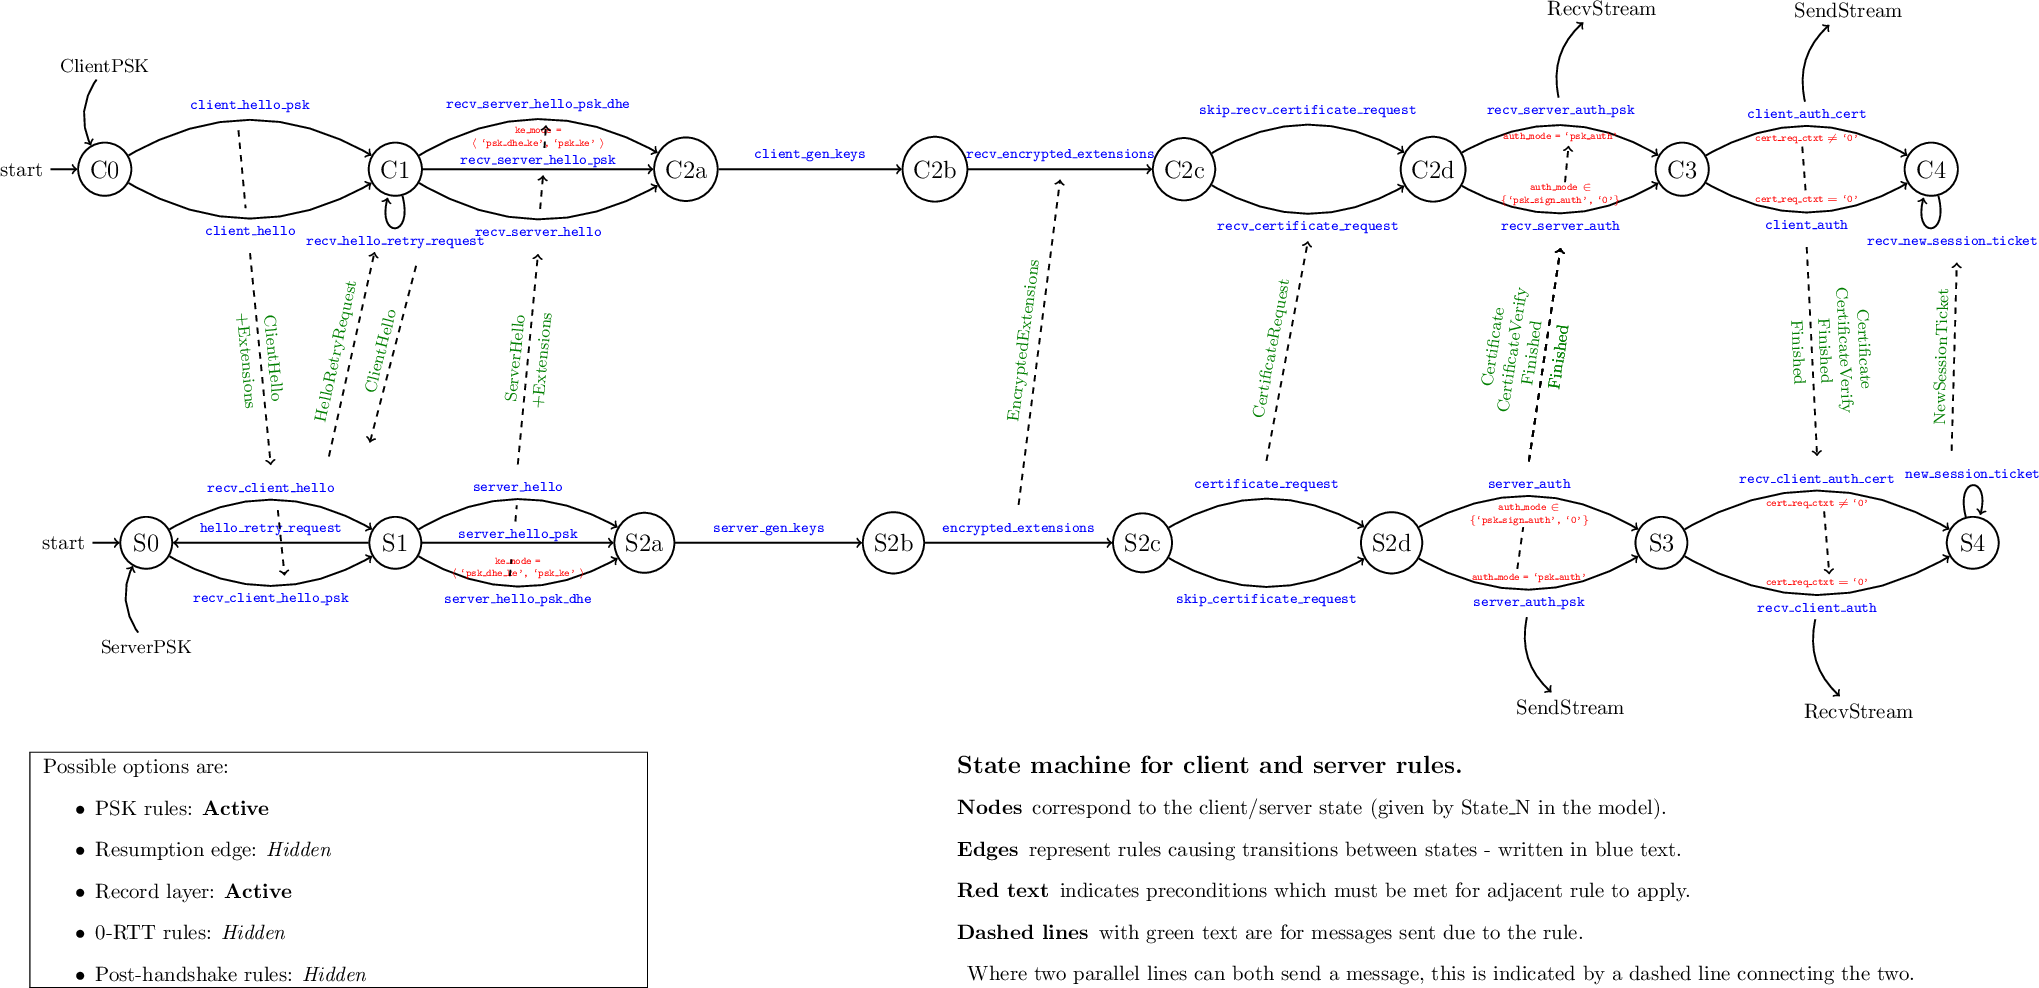 RecvStream
SendStream
ClientPSK
client_hello_psk
recv_server_hello_psk_dhe
skip_recv_certificate_request
recv_server_auth_psk
client_auth_cert
ke_mode =
⟨ ‘psk_dhe_ke’, ‘psk_ke’ ⟩
auth_mode = ‘psk_auth’
cert_req_ctxt ≠ ‘0’
recv_server_hello_psk
client_gen_keys
recv_encrypted_extensions
start
C0
C1
C2a
C2b
C2c
C2d
C3
C4
auth_mode ∈
{‘psk_sign_auth’, ‘0’}
cert_req_ctxt = ‘0’
client_hello
recv_hello_retry_request
recv_server_hello
recv_certificate_request
recv_server_auth
client_auth
recv_new_session_ticket
ClientHello
+Extensions
HelloRetryRequest
ClientHello
ServerHello
+Extensions
EncryptedExtensions
CertificateRequest
Certificate
CertificateVerify
Finished
Finished
Certificate
CertificateVerify
Finished
Finished
NewSessionTicket
recv_client_hello
server_hello
certificate_request
server_auth
recv_client_auth_cert
new_session_ticket
auth_mode ∈
{‘psk_sign_auth’, ‘0’}
cert_req_ctxt ≠ ‘0’
hello_retry_request
server_hello_psk
server_gen_keys
encrypted_extensions
start
S0
S1
S2a
S2b
S2c
S2d
S3
S4
ke_mode =
⟨ ‘psk_dhe_ke’, ‘psk_ke’ ⟩
auth_mode = ‘psk_auth’
cert_req_ctxt = ‘0’
recv_client_hello_psk
server_hello_psk_dhe
skip_certificate_request
server_auth_psk
recv_client_auth
ServerPSK
SendStream
RecvStream
Possible options are:
• PSK rules: Active
• Resumption edge: Hidden
• Record layer: Active
• 0-RTT rules: Hidden
• Post-handshake rules: Hidden
State machine for client and server rules.
Nodes correspond to the client/server state (given by State_N in the model).
Edges represent rules causing transitions between states - written in blue text.
Red text indicates preconditions which must be met for adjacent rule to apply.
Dashed lines with green text are for messages sent due to the rule.
Where two parallel lines can both send a message, this is indicated by a dashed line connecting the two.